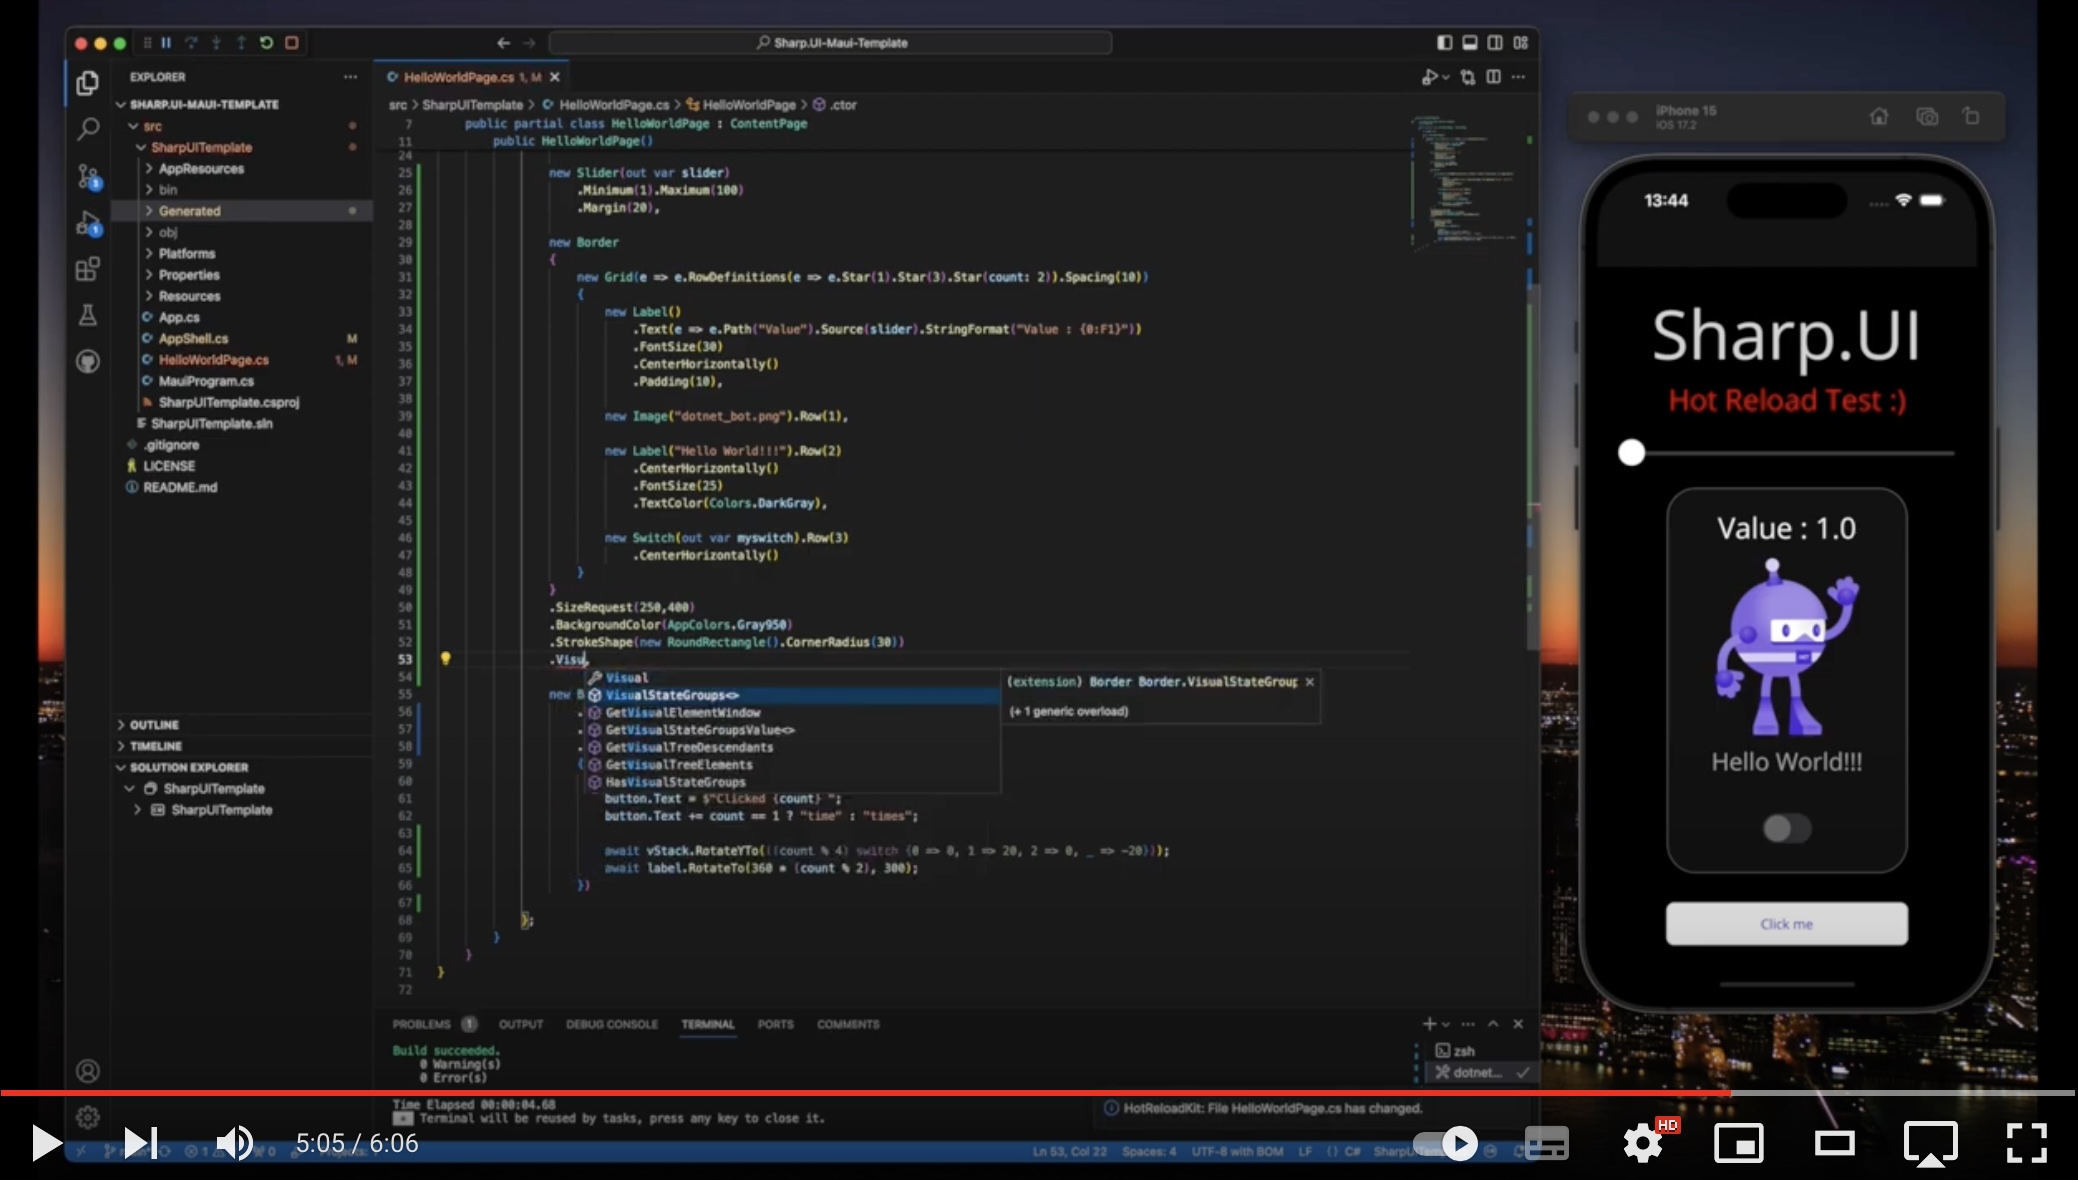 Sharp.UI-Maui-Template
EXPLORER
SHARP.UI-MAUI-TEMPLATE
src
SharpUITemplate
AppResources
bin
Generated
obj
Platforms
Properties
Resources
App.cs
AppShell.cs M
HelloWorldPage.cs 1, M
MauiProgram.cs
SharpUITemplate.csproj
SharpUITemplate.sln
.gitignore
LICENSE
README.md
OUTLINE
TIMELINE
SOLUTION EXPLORER
SharpUITemplate
SharpUITemplate
1
1
HelloWorldPage.cs 1, M
src > SharpUITemplate > HelloWorldPage.cs > HelloWorldPage > .ctor
7 public partial class HelloWorldPage : ContentPage
11 public HelloWorldPage()
24
25 new Slider(out var slider)
26 .Minimum(1).Maximum(100)
27 .Margin(20),
28
29 new Border
30 {
31 new Grid(e => e.RowDefinitions(e => e.Star(1).Star(3).Star(count: 2)).Spacing(10))
32 {
33 new Label()
34 .Text(e => e.Path("Value").Source(slider).StringFormat("Value : {0:F1}"))
35 .FontSize(30)
36 .CenterHorizontally()
37 .Padding(10),
38
39 new Image("dotnet_bot.png").Row(1),
40
41 new Label("Hello World!!!").Row(2)
42 .CenterHorizontally()
43 .FontSize(25)
44 .TextColor(Colors.DarkGray),
45
46 new Switch(out var myswitch).Row(3)
47 .CenterHorizontally()
48 }
49 }
50 .SizeRequest(250,400)
51 .BackgroundColor(AppColors.Gray950)
52 .StrokeShape(new RoundRectangle().CornerRadius(30))
53 .Visu,
54
55 new B
56 .
57 .
58 .
59 {
60
61 button.Text = $"Clicked {count} ";
62 button.Text += count == 1 ? "time" : "times";
63
64 await vStack.RotateYTo(((count % 4) switch {0 => 0, 1 => 20, 2 => 0, _ => -20}));
65 await label.RotateTo(360 * (count % 2), 300);
66 })
67
68 };
69 }
70 }
71 }
72
Visual
VisualStateGroups<>
GetVisualElementWindow
GetVisualStateGroupsValue<>
GetVisualTreeDescendants
GetVisualTreeElements
HasVisualStateGroups
(extension) Border Border.VisualStateGroup
(+ 1 generic overload)
PROBLEMS 1 OUTPUT DEBUG CONSOLE TERMINAL PORTS COMMENTS
Build succeeded.
0 Warning(s)
0 Error(s)
Time Elapsed 00:00:04.68
* Terminal will be reused by tasks, press any key to close it.
zsh
dotnet...
HotReloadKit: File HelloWorldPage.cs has changed.
Ln 53, Col 22 Spaces: 4 UTF-8 with BOM LF {} C#
iPhone 15
iOS 17.2
13:44
Sharp.UI
Hot Reload Test :)
Value : 1.0
Hello World!!!
Click me
5:05 / 6:06
HD